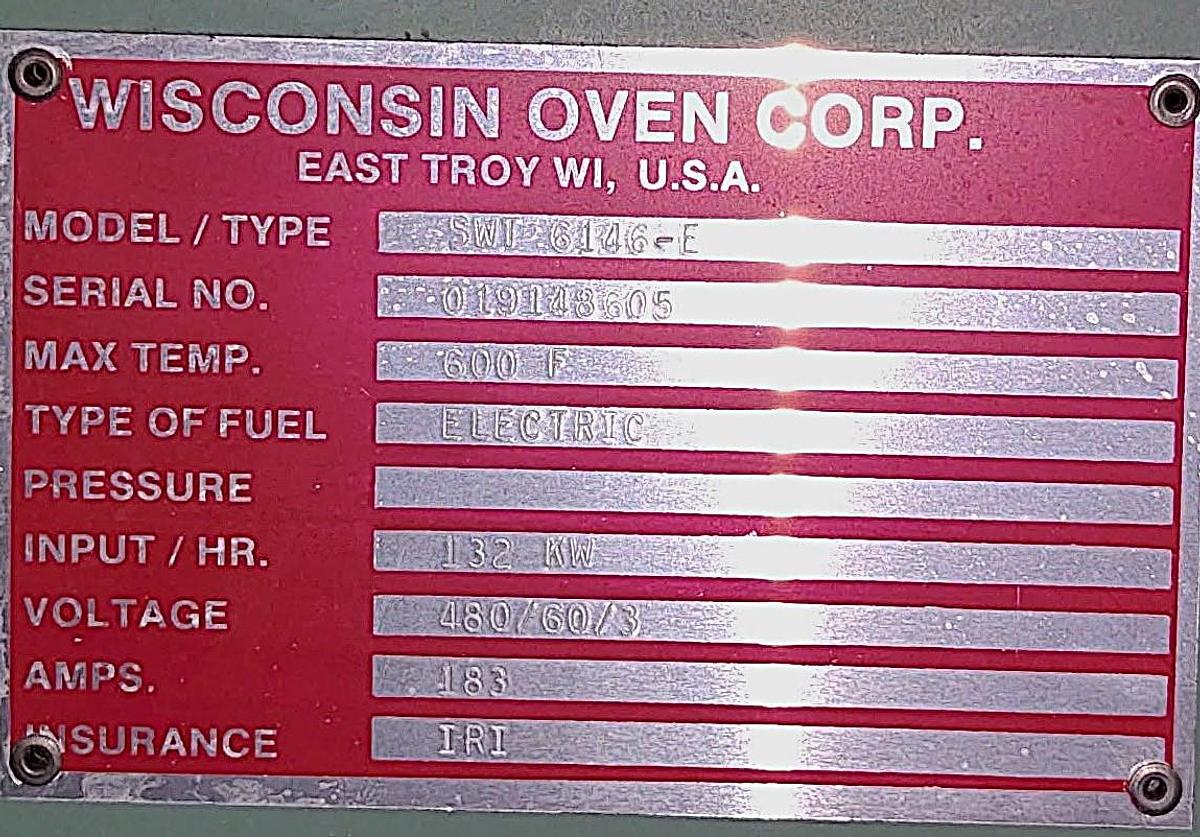 WISCONSIN OVEN CORP.
EAST TROY WI, U.S.A.
MODEL / TYPE SWT 6146-E
SERIAL NO. 019148605
MAX TEMP. 600 F
TYPE OF FUEL ELECTRIC
PRESSURE
INPUT / HR. 132 KW
VOLTAGE 480/60/3
AMPS. 183
INSURANCE IRI